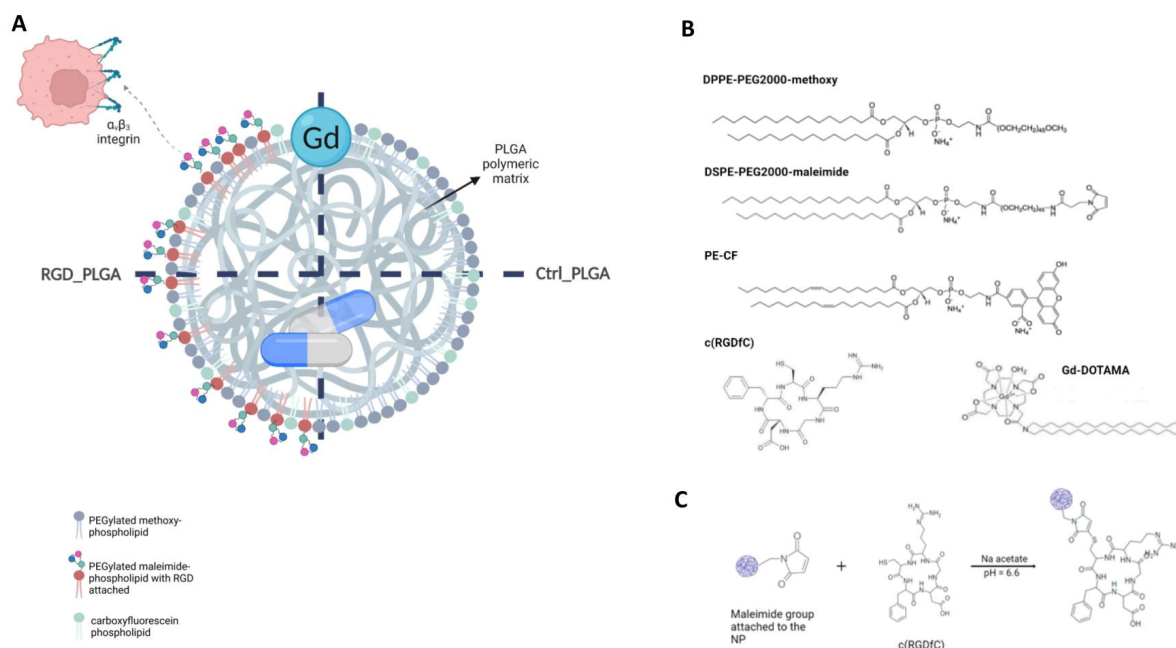 A
αvβ3
integrin
Gd
PLGA
polymeric
matrix
RGD_PLGA
Ctrl_PLGA
PEGylated methoxy-
phospholipid
PEGylated maleimide-
phospholipid with RGD
attached
carboxyfluorescein
phospholipid
B
DPPE-PEG2000-methoxy
DSPE-PEG2000-maleimide
PE-CF
c(RGDfC)
Gd-DOTAMA
C
Maleimide group
attached to the
NP
+
c(RGDfC)
Na acetate
pH = 6.6